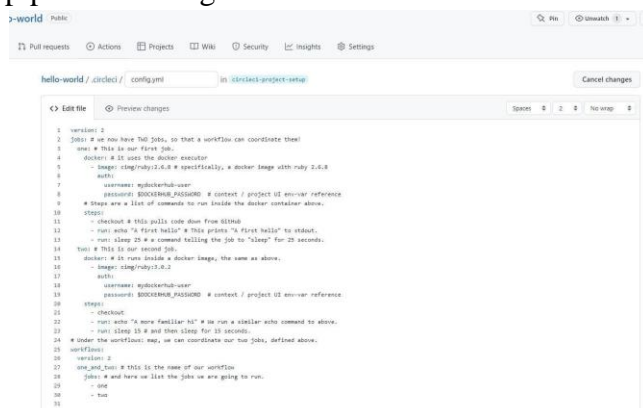 o-world Public Pin Unwatch 1
Pull requests Actions Projects Wiki Security Insights Settings
hello-world / .circleci / config.yml in circleci-project-setup Cancel changes
<> Edit file Preview changes Spaces 2 No wrap
1 version: 2
2 jobs: # we now have TWO jobs, so that a workflow can coordinate them!
3 one: # This is our first job.
4 docker: # it uses the docker executor
5 - image: cimg/ruby:2.6.8 # specifically, a docker image with ruby 2.6.8
6 auth:
7 username: mydockerhub-user
8 password: $DOCKERHUB_PASSWORD # context / project UI env-var reference
9 # Steps are a list of commands to run inside the docker container above.
10 steps:
11 - checkout # this pulls code down from GitHub
12 - run: echo "A first hello" # This prints "A first hello" to stdout.
13 - run: sleep 25 # a command telling the job to "sleep" for 25 seconds.
14 two: # This is our second job.
15 docker: # it runs inside a docker image, the same as above.
16 - image: cimg/ruby:3.0.2
17 auth:
18 username: mydockerhub-user
19 password: $DOCKERHUB_PASSWORD # context / project UI env-var reference
20 steps:
21 - checkout
22 - run: echo "A more familiar hi" # We run a similar echo command to above.
23 - run: sleep 15 # and then sleep for 15 seconds.
24 # Under the workflows: map, we can coordinate our two jobs, defined above.
25 workflows:
26 version: 2
27 one_and_two: # this is the name of our workflow
28 jobs: # and here we list the jobs we are going to run.
29 - one
30 - two
31